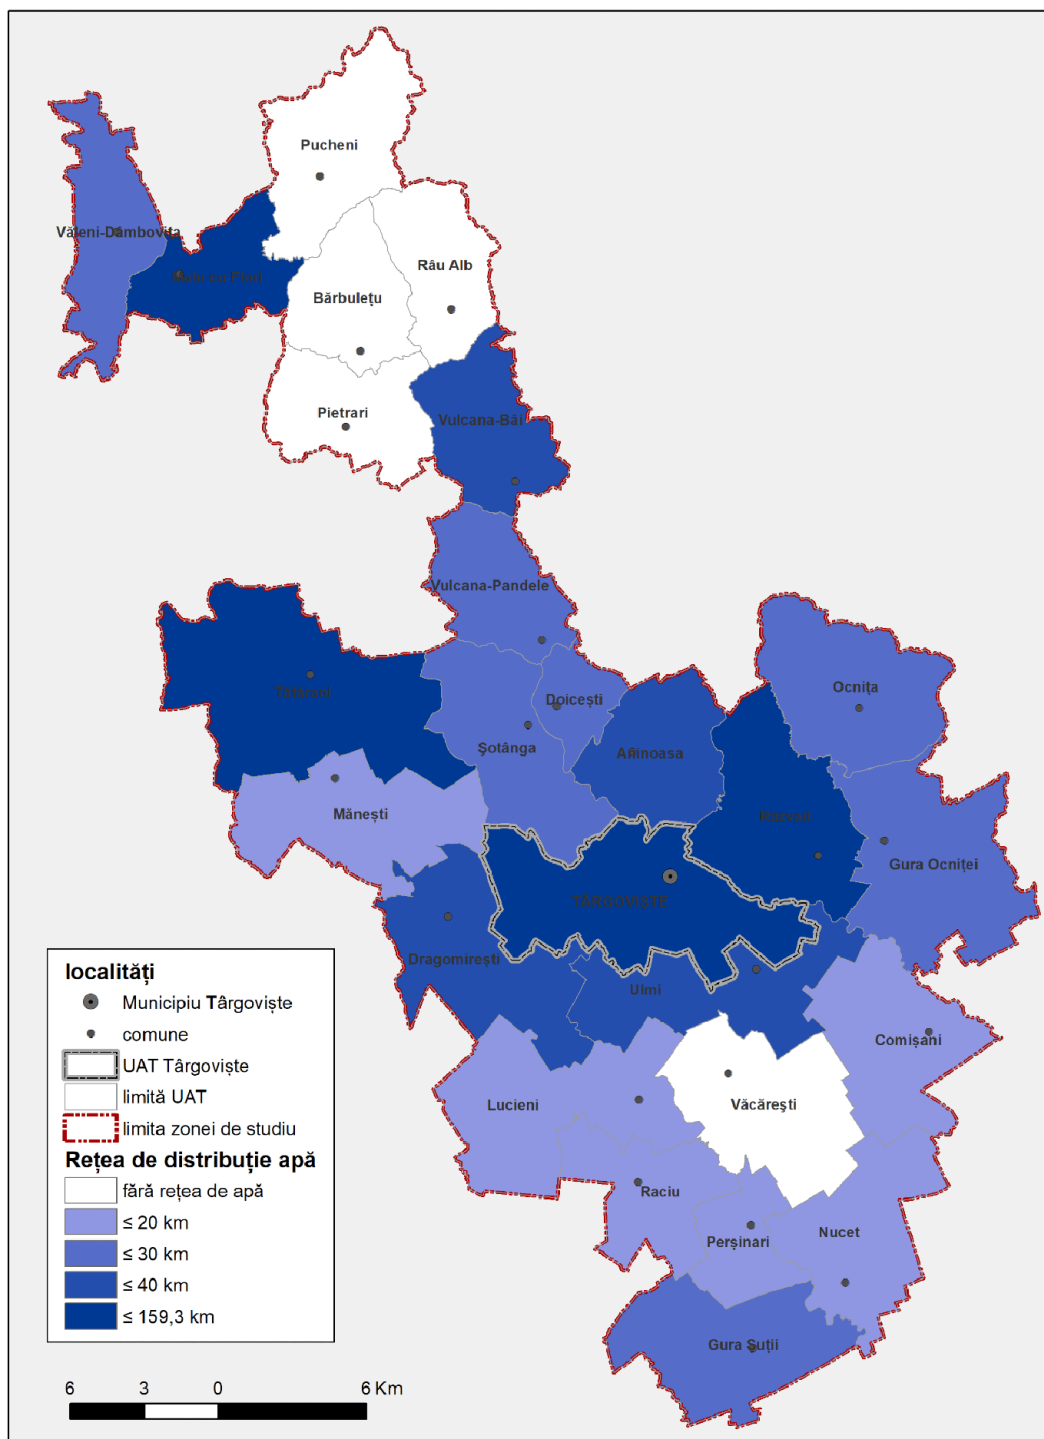 Pucheni
Văleni-Dâmbovița
Râu Alb
Bărbulețu
Pietrari
Vulcana-Băi
Vulcana-Pandele
Ocnița
Doicești
Tătărani
Șotânga
Aninoasa
Mănești
Răzvad
Gura Ocniței
TÂRGOVIȘTE
Dragomirești
Ulmi
Comișani
Lucieni
Văcărești
Raciu
Perșinari
Nucet
Gura Șuții
localități
Municipiu Târgoviște
comune
UAT Târgoviște
limită UAT
limita zonei de studiu
Rețea de distribuție apă
fără rețea de apă
≤ 20 km
≤ 30 km
≤ 40 km
≤ 159,3 km
6 3 0 6 Km